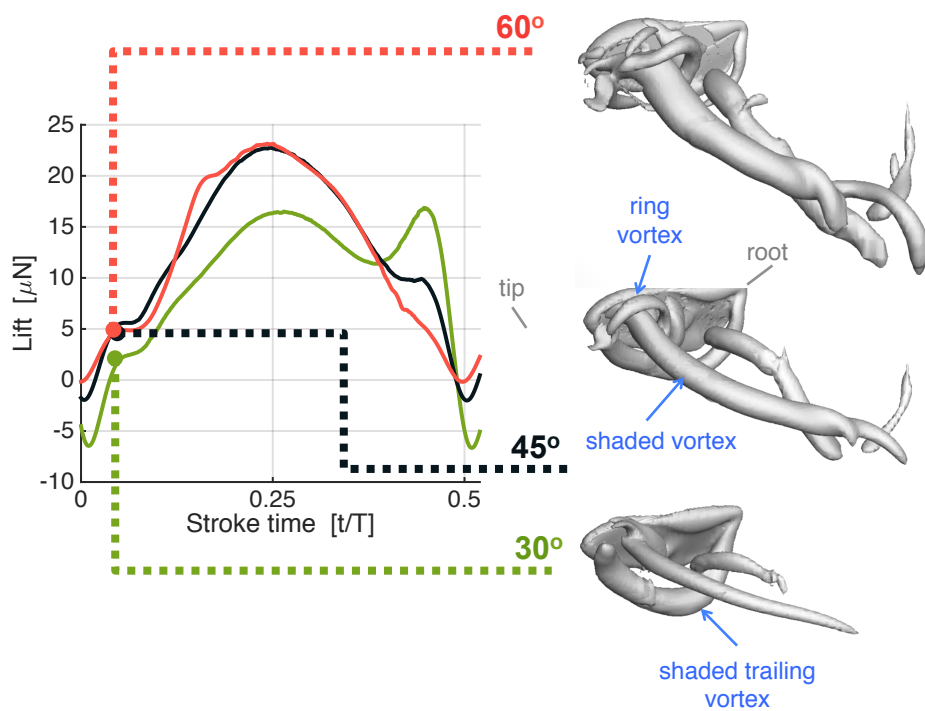 60º
25
20
15
10
5
0
-5
-10
Lift [μN]
0
0.25
0.5
Stroke time [t/T]
45º
30º
ring
vortex
root
tip
shaded vortex
shaded trailing
vortex